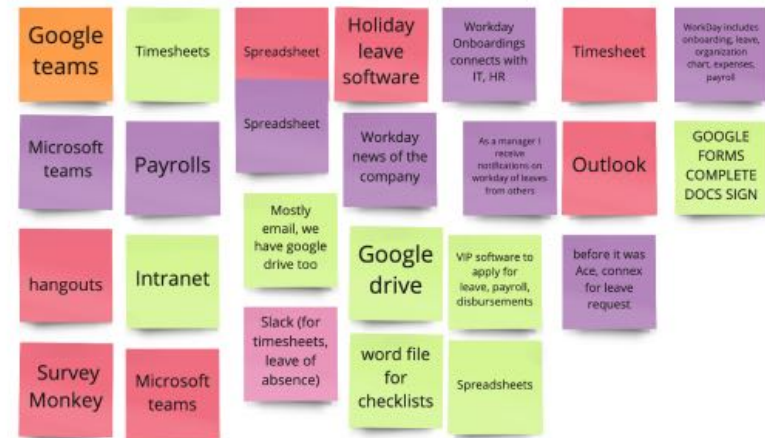 Google
teams
Timesheets
Spreadsheet
Holiday
leave
software
Workday
Onboardings
connects with
IT, HR
Timesheet
WorkDay includes
onboarding, leave,
organization
chart, expenses,
payroll
Microsoft
teams
Payrolls
Spreadsheet
Workday
news of the
company
As a manager I
receive
notifications on
workday of leaves
from others
Outlook
GOOGLE
FORMS
COMPLETE
DOCS SIGN
hangouts
Intranet
Mostly
email, we
have google
drive too
Google
drive
VIP software to
apply for
leave, payroll,
disbursements
before it was
Ace, connex
for leave
request
Survey
Monkey
Microsoft
teams
Slack (for
timesheets,
leave of
absence)
word file
for
checklists
Spreadsheets